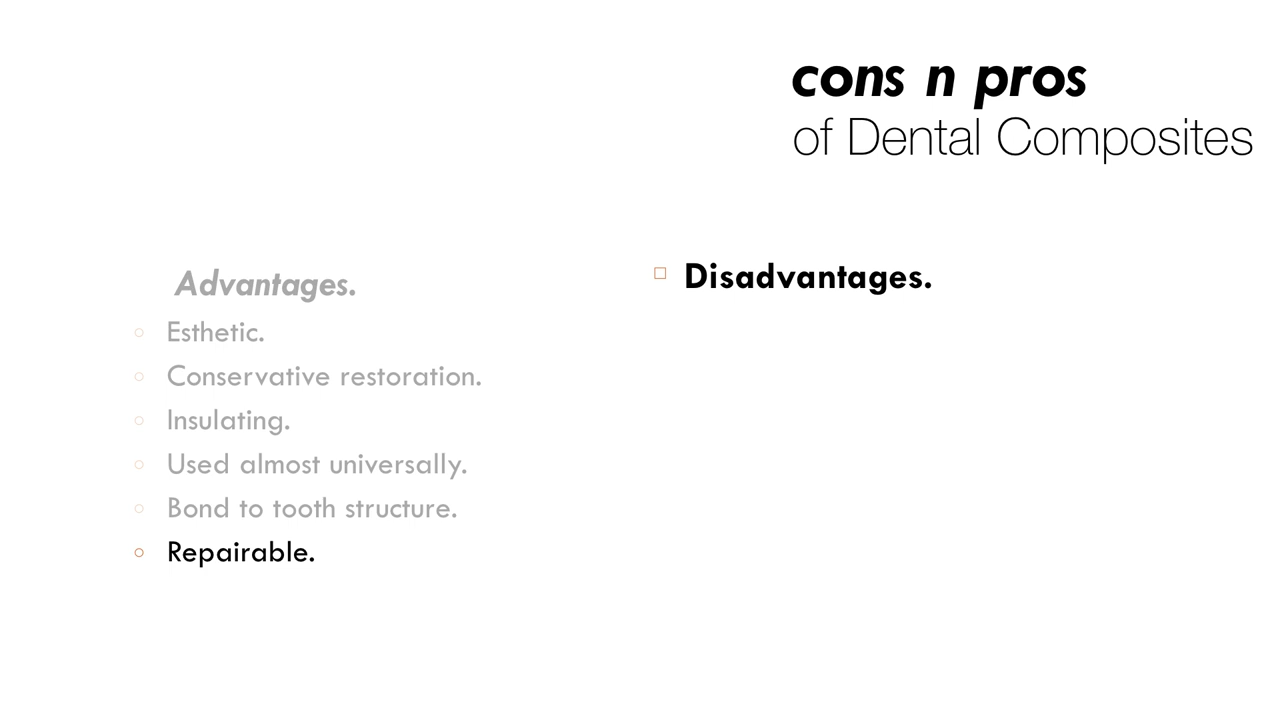 cons n pros
of Dental Composites
Advantages.
Esthetic.
Conservative restoration.
Insulating.
Used almost universally.
Bond to tooth structure.
Repairable.
Disadvantages.